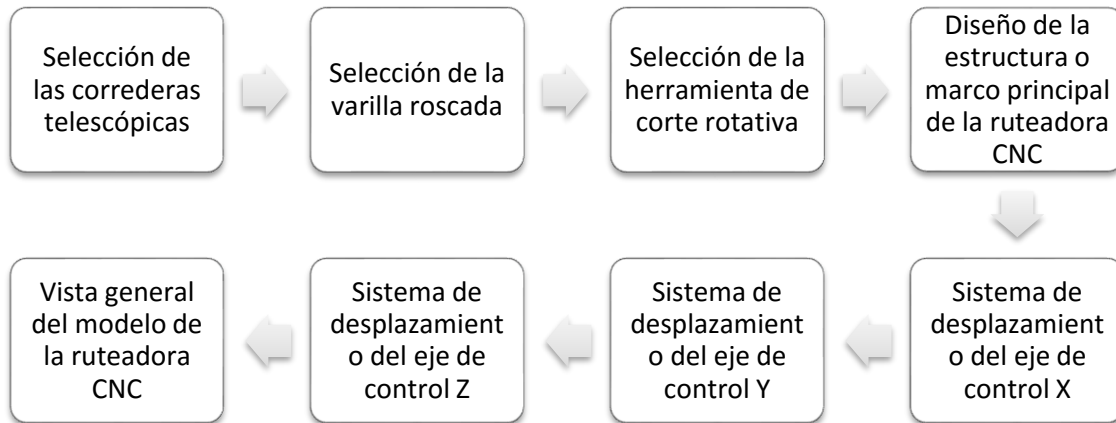 Selección de
las correderas
telescópicas
Selección de la
varilla roscada
Selección de la
herramienta de
corte rotativa
Diseño de la
estructura o
marco principal
de la ruteadora
CNC
Sistema de
desplazamient
o del eje de
control X
Sistema de
desplazamient
o del eje de
control Y
Sistema de
desplazamient
o del eje de
control Z
Vista general
del modelo de
la ruteadora
CNC